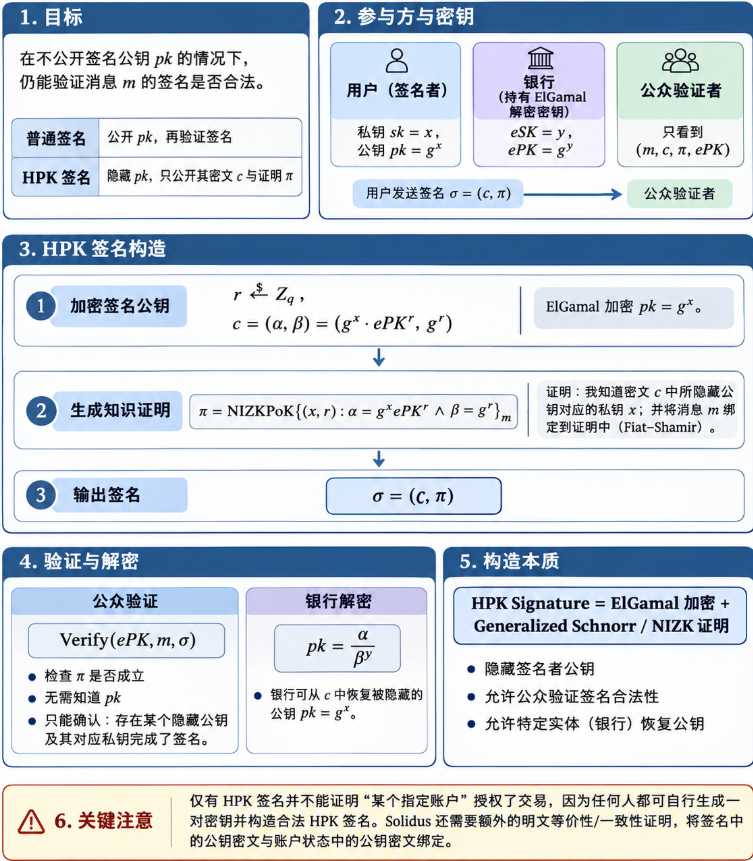 1. 目标
在不公开签名公钥 pk 的情况下，
仍能验证消息 m 的签名是否合法。
普通签名 公开 pk，再验证签名
HPK 签名 隐藏 pk，只公开其密文 c 与证明 π
2. 参与方与密钥
用户（签名者）
私钥 sk = x，
公钥 pk = gˣ
银行
(持有 ElGamal
解密密钥)
eSK = y，
ePK = gʸ
公众验证者
只看到
(m, c, π, ePK)
用户发送签名 σ = (c, π)
公众验证者
3. HPK 签名构造
1 加密签名公钥
r ←$ Z_q ,
c = (α, β) = (gˣ · ePKʳ, gʳ)
ElGamal 加密 pk = gˣ。
2 生成知识证明
π = NIZKPoK{(x, r) : α = gˣePKʳ ∧ β = gʳ}ₘ
证明：我知道密文 c 中所隐藏公
钥对应的私钥 x；并将消息 m 绑
定到证明中（Fiat–Shamir）。
3 输出签名
σ = (c, π)
4. 验证与解密
公众验证
Verify(ePK, m, σ)
• 检查 π 是否成立
• 无需知道 pk
• 只能确认：存在某个隐藏公钥
及其对应私钥完成了签名。
银行解密
pk = α / βʸ
• 银行可从 c 中恢复被隐藏的
公钥 pk = gˣ。
5. 构造本质
HPK Signature = ElGamal 加密 +
Generalized Schnorr / NIZK 证明
• 隐藏签名者公钥
• 允许公众验证签名合法性
• 允许特定实体（银行）恢复公钥
6. 关键注意
仅有 HPK 签名并不能证明“某个指定账户”授权了交易，因为任何人都可自行生成一
对密钥并构造合法 HPK 签名。Solidus 还需要额外的明文等价性/一致性证明，将签名中
的公钥密文与账户状态中的公钥密文绑定。